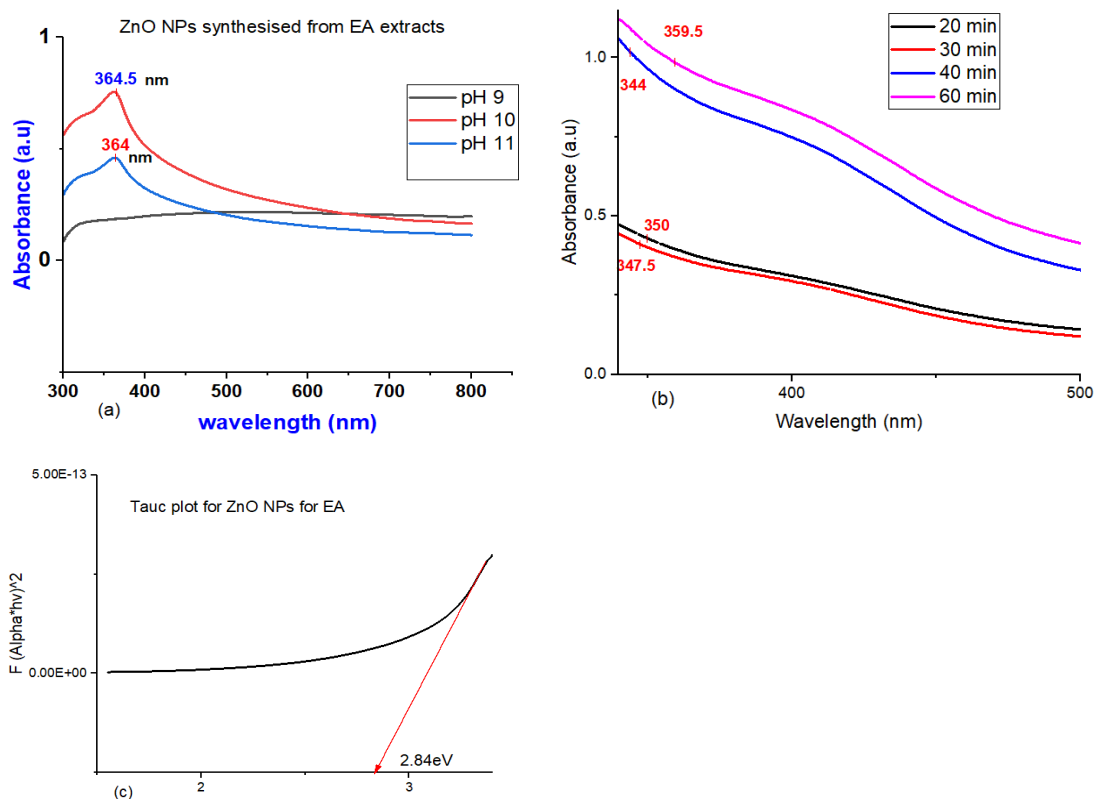 ZnO NPs synthesised from EA extracts
1
0
Absorbance (a.u)
364.5 nm
364
nm
pH 9
pH 10
pH 11
300 400 500 600 700 800
(a)
wavelength (nm)
359.5
344
350
347.5
20 min
30 min
40 min
60 min
1.0
0.5
0.0
Absorbance (a.u)
400 500
(b)
Wavelength (nm)
5.00E-13
Tauc plot for ZnO NPs for EA
F (Alpha*hv)^2
0.00E+00
2.84eV
(c)
2 3